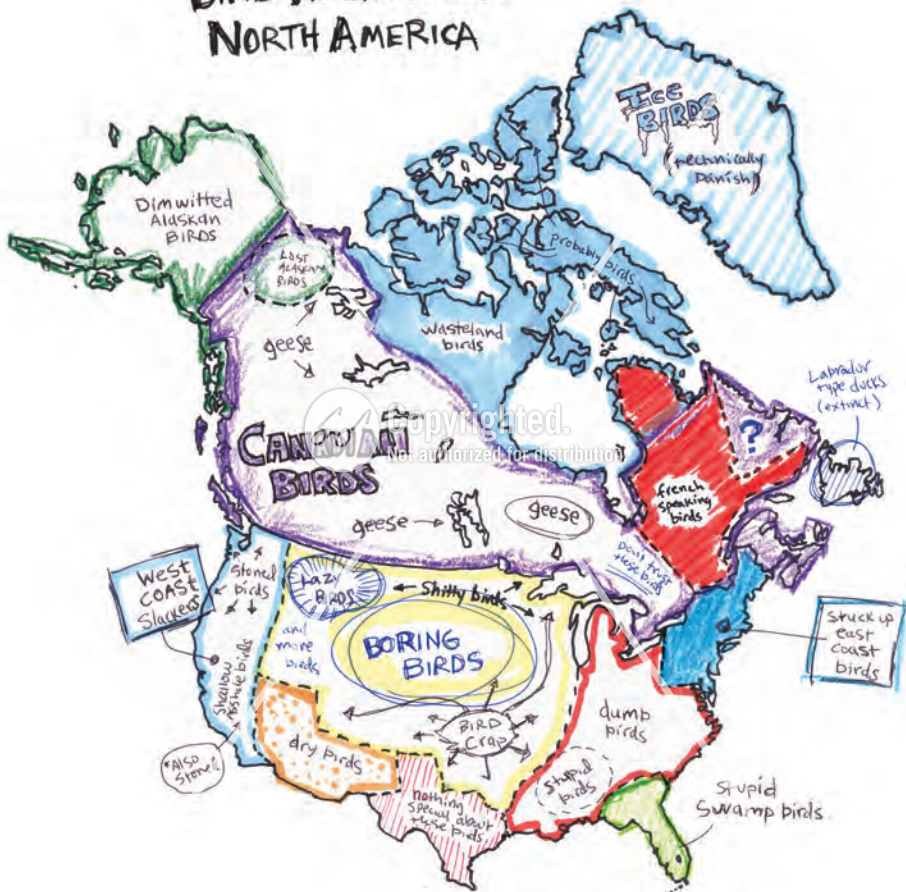 NORTH AMERICA
ICE
BIRDS
(technically
Danish)
Dimwitted
Alaskan
BIRDS
LOST
ALASKAN
BIRDS
probably birds
wasteland
birds
geese
Labrador
type ducks
(extinct)
?
Copyrighted.
Not authorized for distribution
CANADIAN
BIRDS
french
speaking
birds
geese
geese
Don't trust
these birds
West
COAST
Slackers
Stoned
birds
Lazy
BIRDS
Shitty birds
Stuck up
east
coast
birds
and
more
birds
BORING
BIRDS
Shallow
Asshole birds
*Also
Stoned
dump
birds
BIRD
Crap
dry birds
Stupid
birds
nothing
special about
these birds
Stupid
Swamp birds